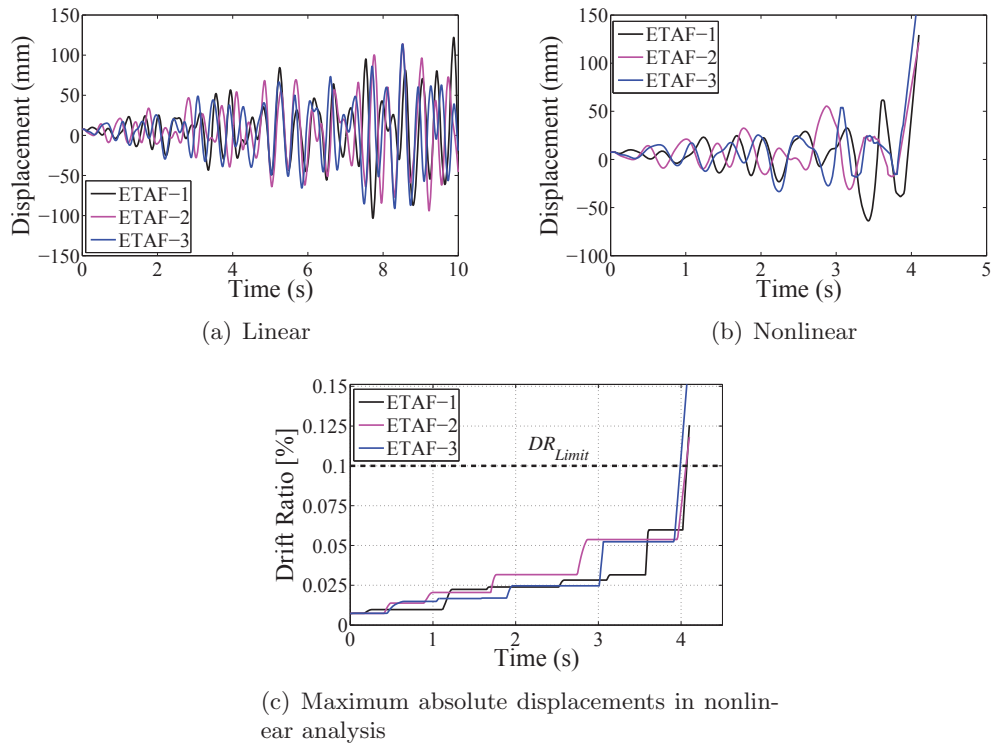 150
100
50
0
−50
−100
−150
Displacement (mm)
ETAF−1
ETAF−2
ETAF−3
0 2 4 6 8 10
Time (s)
(a) Linear
150
100
50
0
−50
−100
Displacement (mm)
ETAF−1
ETAF−2
ETAF−3
0 1 2 3 4 5
Time (s)
(b) Nonlinear
0.15
0.125
0.1
0.075
0.05
0.025
0
Drift Ratio [%]
ETAF−1
ETAF−2
ETAF−3
DR_Limit
0 1 2 3 4
Time (s)
(c) Maximum absolute displacements in nonlin-
ear analysis